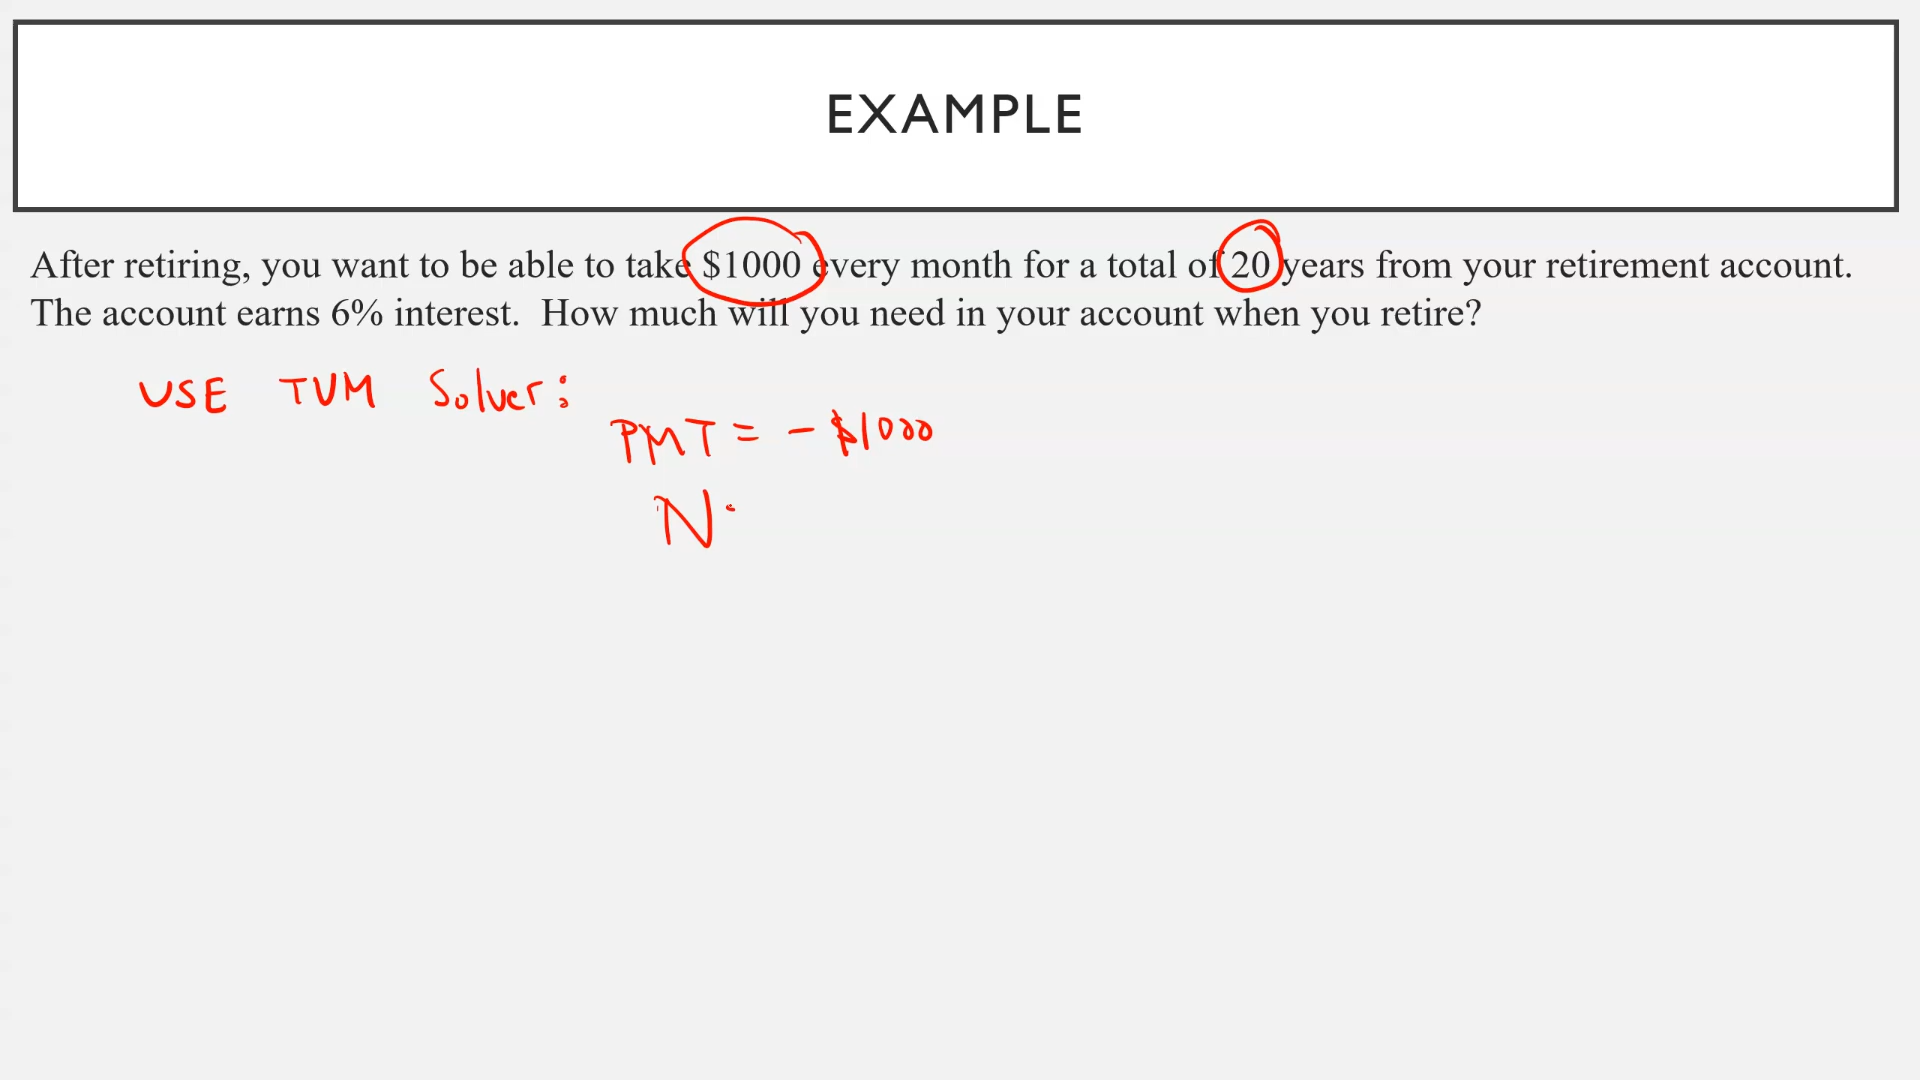 EXAMPLE
After retiring, you want to be able to take $1000 every month for a total of 20 years from your retirement account.
The account earns 6% interest. How much will you need in your account when you retire?
USE TVM Solver:
PMT = - $1000
N